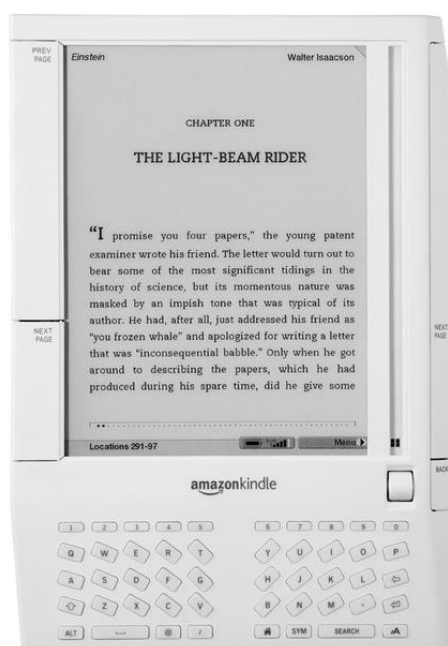 PREV
PAGE
Einstein
Walter Isaacson
CHAPTER ONE
THE LIGHT-BEAM RIDER
“I promise you four papers,” the young patent
examiner wrote his friend. The letter would turn out to
bear some of the most significant tidings in the
history of science, but its momentous nature was
masked by an impish tone that was typical of its
author. He had, after all, just addressed his friend as
“you frozen whale” and apologized for writing a letter
that was “inconsequential babble.” Only when he got
around to describing the papers, which he had
produced during his spare time, did he give some
NEXT
PAGE
NEXT
PAGE
Locations 291-97
Menu
BACK
amazonkindle
1 2 3 4 5 6 7 8 9 0
Q W E R T Y U I O P
A S D F G H J K L
Z X C V B N M .
ALT @ / SYM SEARCH AA